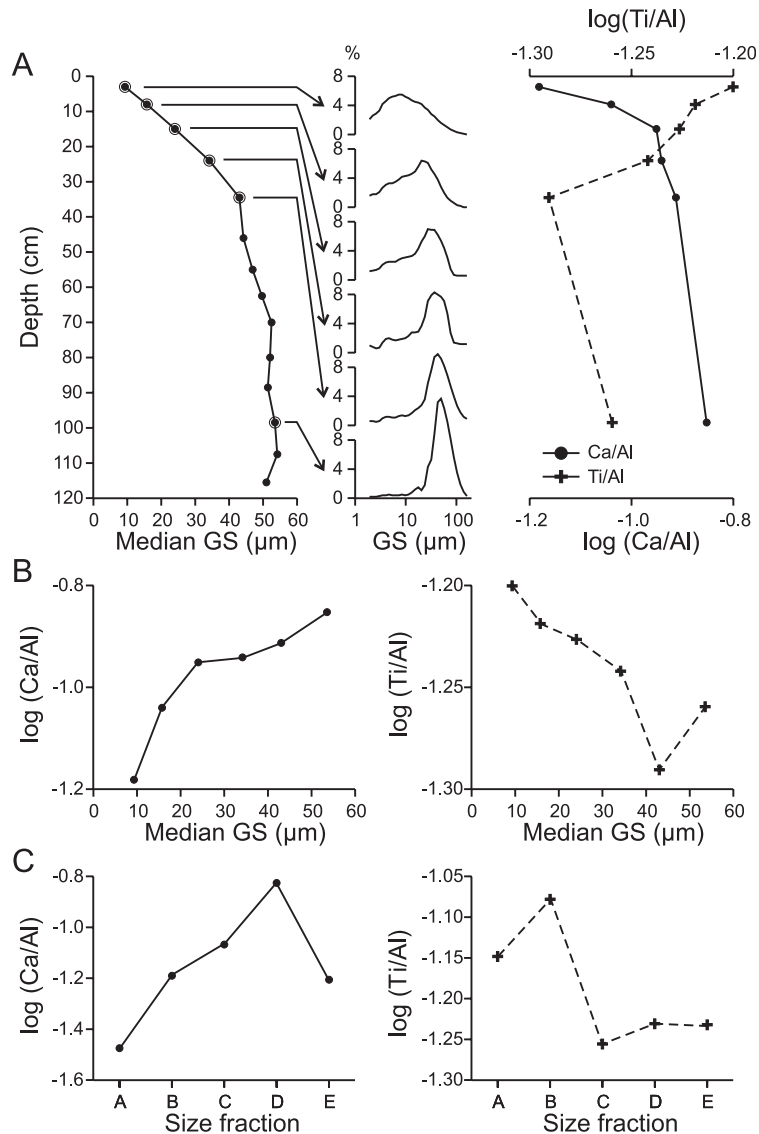 A
%
log(Ti/Al)
-1.300 -1.25 -1.20
0
10
20
30
40
50
60
70
80
90
100
110
120
Depth (cm)
0 10 20 30 40 50 60
Median GS (µm)
8
4
0
8
4
0
8
4
0
8
4
0
8
4
0
8
4
0
1 10 100
GS (µm)
Ca/Al
Ti/Al
-1.2 -1.0 -0.8
log (Ca/Al)
B
-0.8
-1.0
-1.2
log (Ca/Al)
0 10 20 30 40 50 60
Median GS (µm)
-1.20
-1.25
-1.30
log (Ti/Al)
0 10 20 30 40 50 60
Median GS (µm)
C
-0.8
-1.0
-1.2
-1.4
-1.6
log (Ca/Al)
A B C D E
Size fraction
-1.05
-1.10
-1.15
-1.20
-1.25
-1.30
log (Ti/Al)
A B C D E
Size fraction